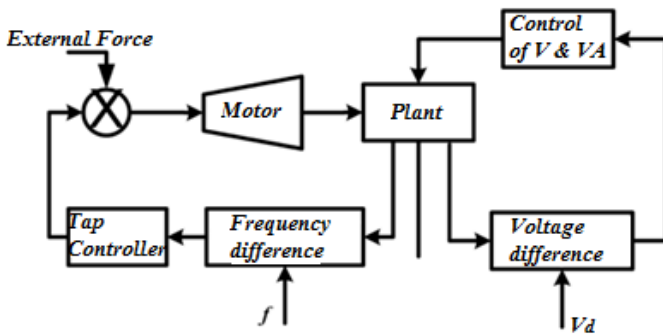 External Force
Control
of V & VA
Motor
Plant
Tap
Controller
Frequency
difference
Voltage
difference
f
Vd